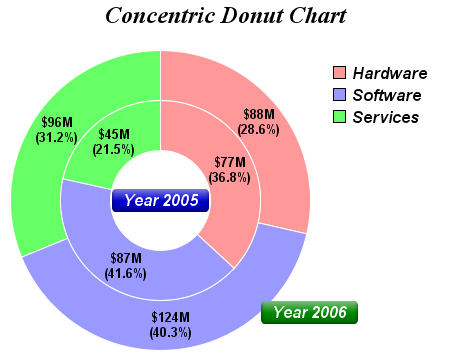 Concentric Donut Chart
Hardware
Software
Services
$96M
(31.2%)
$45M
(21.5%)
$88M
(28.6%)
$77M
(36.8%)
Year 2005
$87M
(41.6%)
$124M
(40.3%)
Year 2006